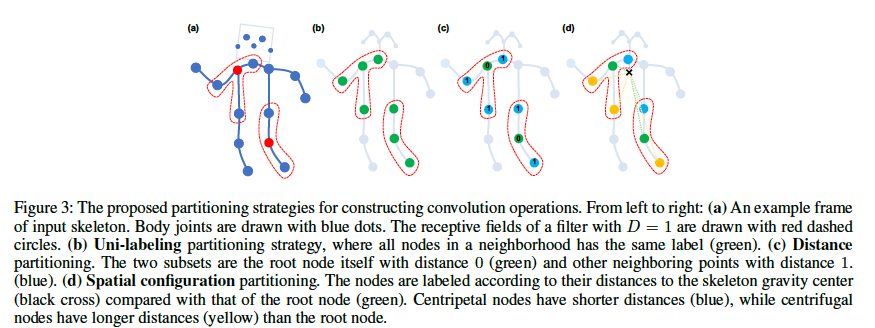 (a) (b) (c) (d)
1 0 1 1 1 0 1
Figure 3: The proposed partitioning strategies for constructing convolution operations. From left to right: (a) An example frame
of input skeleton. Body joints are drawn with blue dots. The receptive fields of a filter with D = 1 are drawn with red dashed
circles. (b) Uni-labeling partitioning strategy, where all nodes in a neighborhood has the same label (green). (c) Distance
partitioning. The two subsets are the root node itself with distance 0 (green) and other neighboring points with distance 1.
(blue). (d) Spatial configuration partitioning. The nodes are labeled according to their distances to the skeleton gravity center
(black cross) compared with that of the root node (green). Centripetal nodes have shorter distances (blue), while centrifugal
nodes have longer distances (yellow) than the root node.